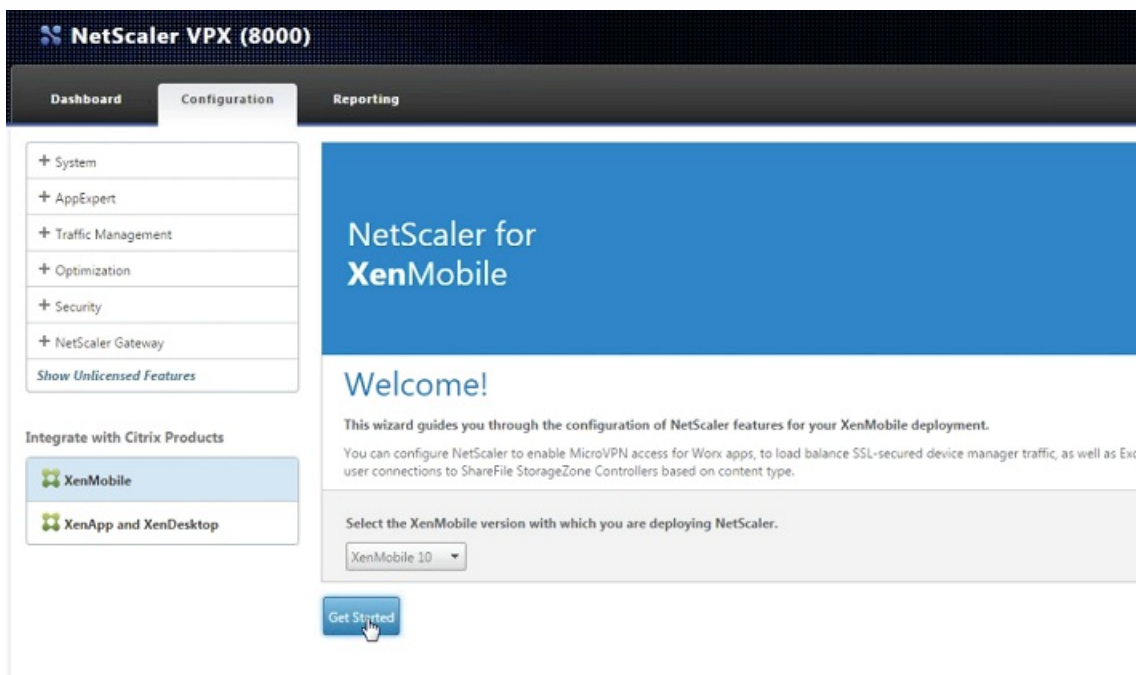 NetScaler VPX (8000)
Dashboard
Configuration
Reporting
+ System
+ AppExpert
+ Traffic Management
+ Optimization
+ Security
+ NetScaler Gateway
Show Unlicensed Features
Integrate with Citrix Products
XenMobile
XenApp and XenDesktop
NetScaler for
XenMobile
Welcome!
This wizard guides you through the configuration of NetScaler features for your XenMobile deployment.
You can configure NetScaler to enable MicroVPN access for Worx apps, to load balance SSL-secured device manager traffic, as well as Exc
user connections to ShareFile StorageZone Controllers based on content type.
Select the XenMobile version with which you are deploying NetScaler.
XenMobile 10
Get Started